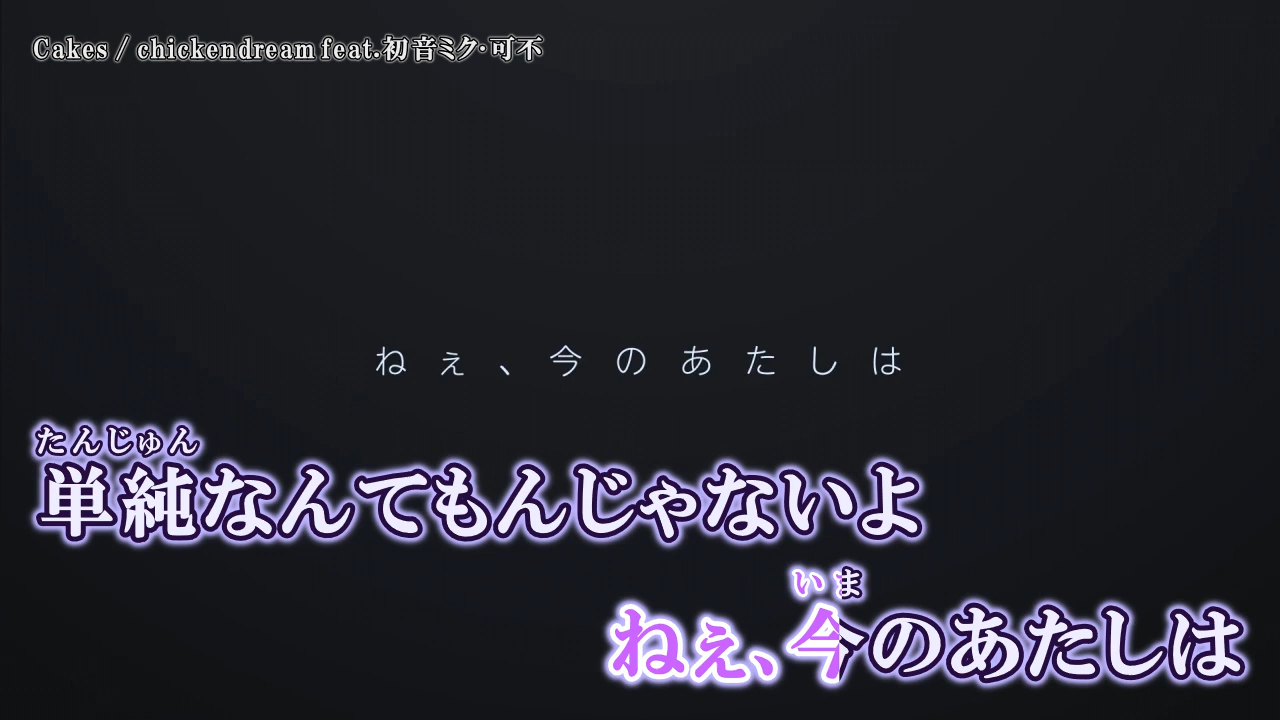 Cakes / chickendream feat.初音ミク・可不
ねぇ、今のあたしは
たんじゅん
単純なんてもんじゃないよ
いま
ねぇ、今のあたしは